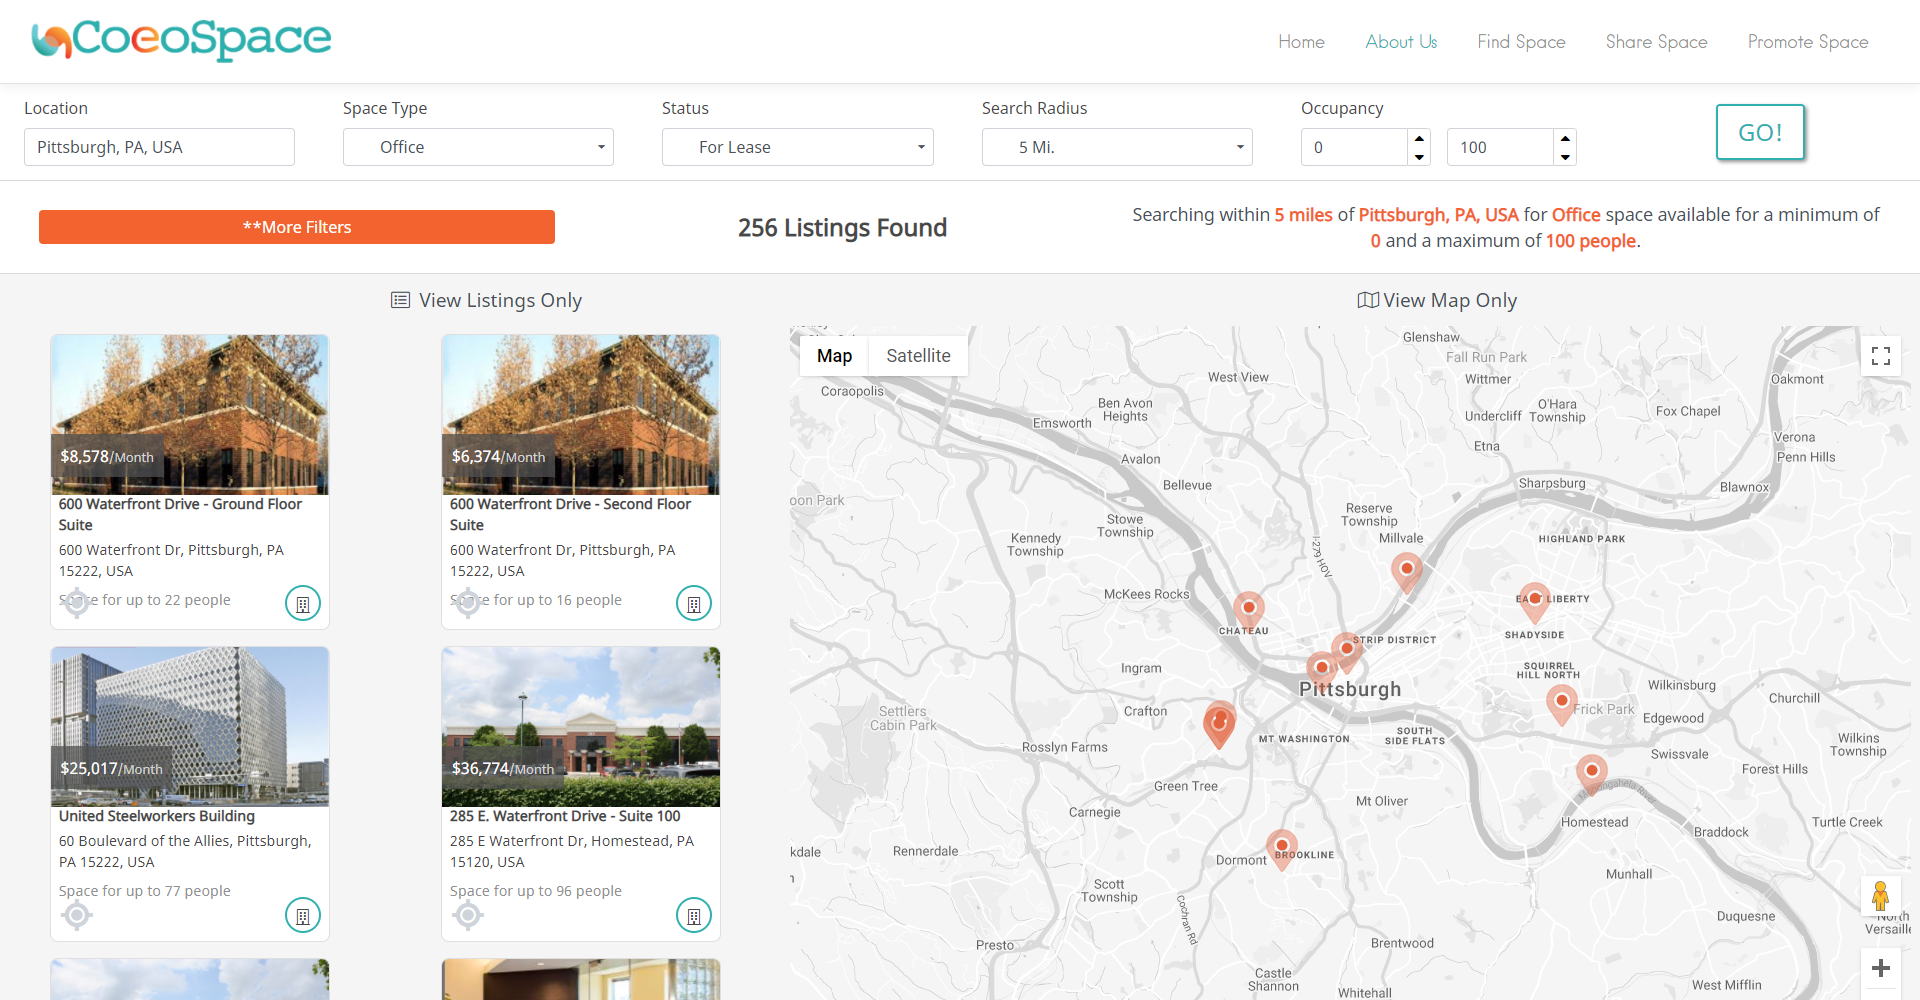 CoeoSpace
Home
About Us
Find Space
Share Space
Promote Space
Location
Space Type
Status
Search Radius
Occupancy
Pittsburgh, PA, USA
Office
For Lease
5 Mi.
0
100
GO!
**More Filters
256 Listings Found
Searching within 5 miles of Pittsburgh, PA, USA for Office space available for a minimum of
0 and a maximum of 100 people.
View Listings Only
$8,578/Month
600 Waterfront Drive - Ground Floor
Suite
600 Waterfront Dr, Pittsburgh, PA
15222, USA
Space for up to 22 people
$6,374/Month
600 Waterfront Drive - Second Floor
Suite
600 Waterfront Dr, Pittsburgh, PA
15222, USA
Space for up to 16 people
$25,017/Month
United Steelworkers Building
60 Boulevard of the Allies, Pittsburgh,
PA 15222, USA
Space for up to 77 people
$36,774/Month
285 E. Waterfront Drive - Suite 100
285 E Waterfront Dr, Homestead, PA
15120, USA
Space for up to 96 people
View Map Only
Map
Satellite
Glenshaw
Fall Run Park
Wittmer
West View
Oakmont
Coraopolis
Ben Avon
Heights
O'Hara
Township
Undercliff
Fox Chapel
Emsworth
Etna
Verona
Penn Hills
Avalon
Bellevue
Sharpsburg
Blawnox
oon Park
Reserve
Township
Stowe
Township
Millvale
HIGHLAND PARK
Kennedy
Township
I-279 HOV
McKees Rocks
EAST LIBERTY
CHATEAU
STRIP DISTRICT
SHADYSIDE
Ingram
SQUIRREL
HILL NORTH
Pittsburgh
Wilkinsburg
Churchill
Settlers
Cabin Park
Crafton
Frick Park
Edgewood
MT WASHINGTON
SOUTH
SIDE FLATS
Rosslyn Farms
Swissvale
Wilkins
Township
Forest Hills
Green Tree
Monongahela River
Mt Oliver
Carnegie
Homestead
Braddock
Turtle Creek
kdale
Rennerdale
Dormont
BROOKLINE
Munhall
Scott
Township
Cochran Rd
Duquesne
North
Versaille
Presto
Brentwood
Castle
Shannon
Whitehall
West Mifflin